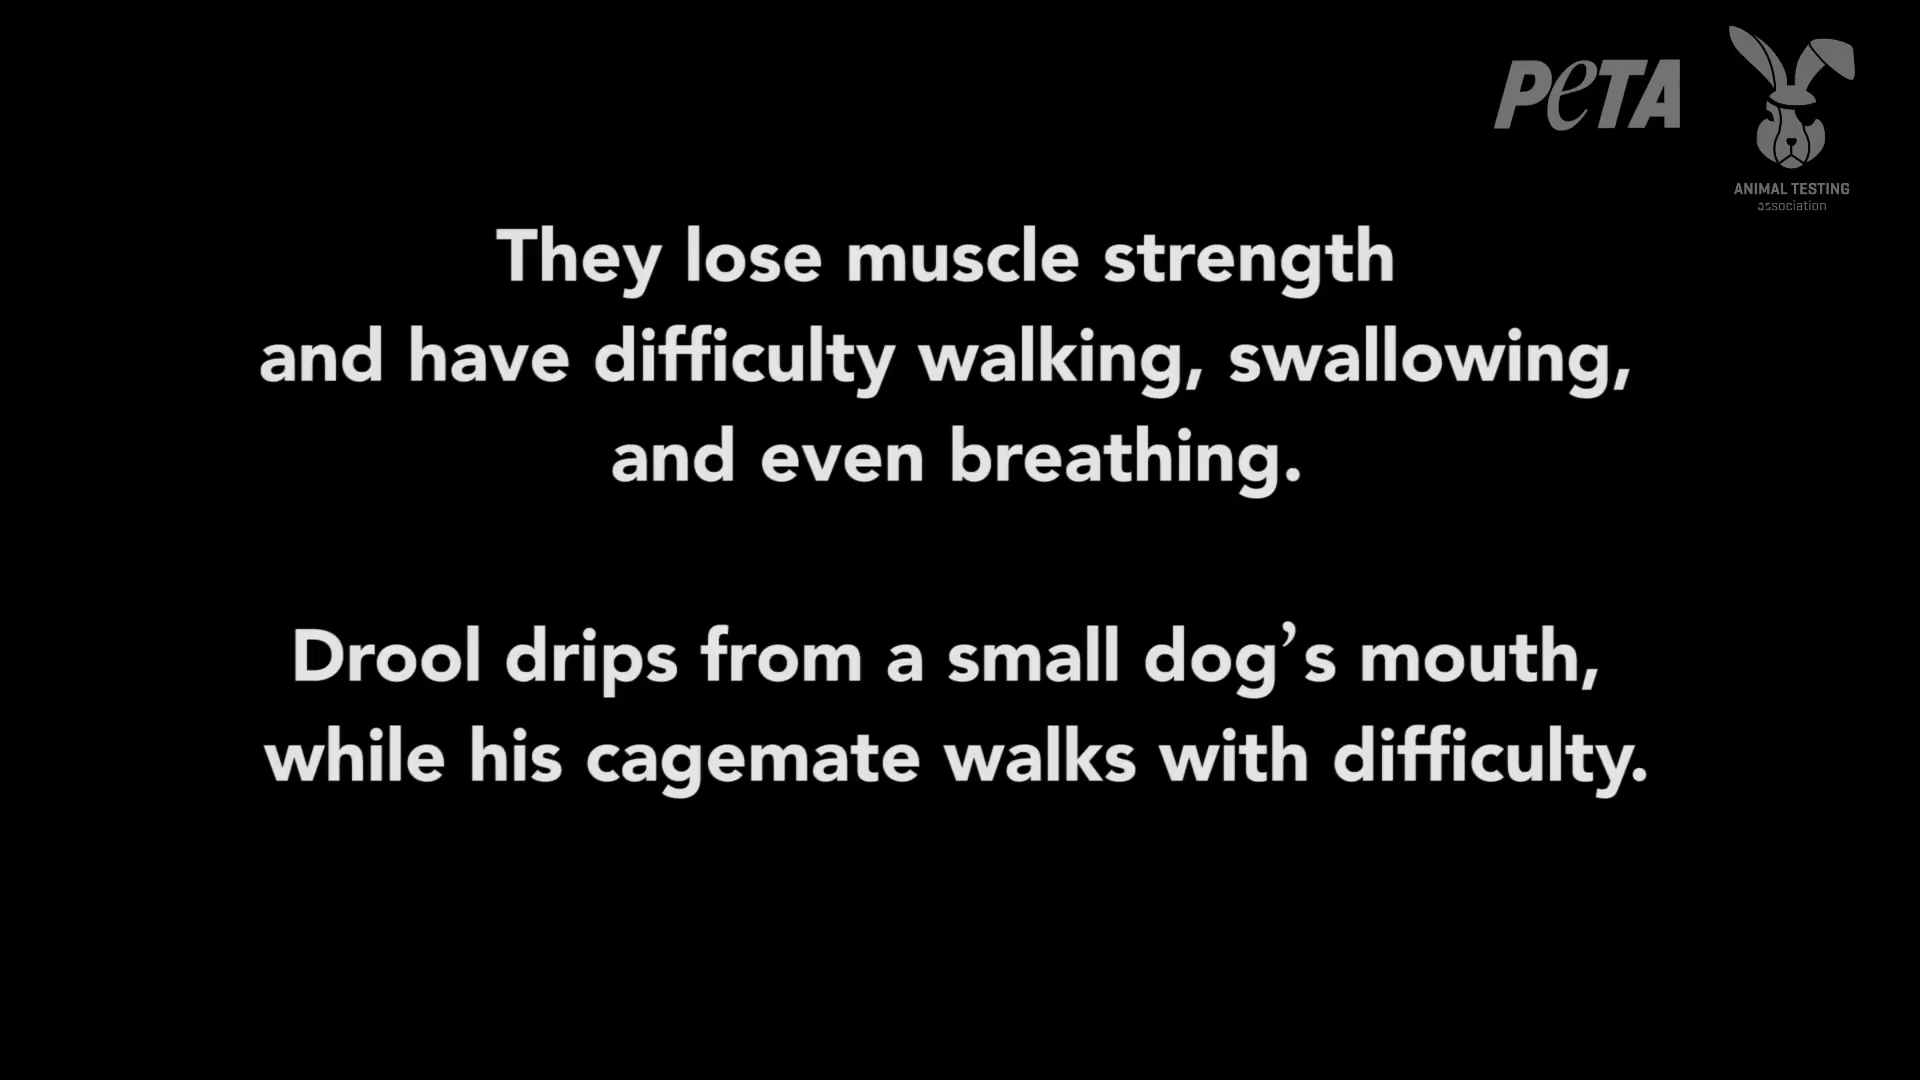 PeTA
ANIMAL TESTING
association
They lose muscle strength
and have difficulty walking, swallowing,
and even breathing.
Drool drips from a small dog’s mouth,
while his cagemate walks with difficulty.